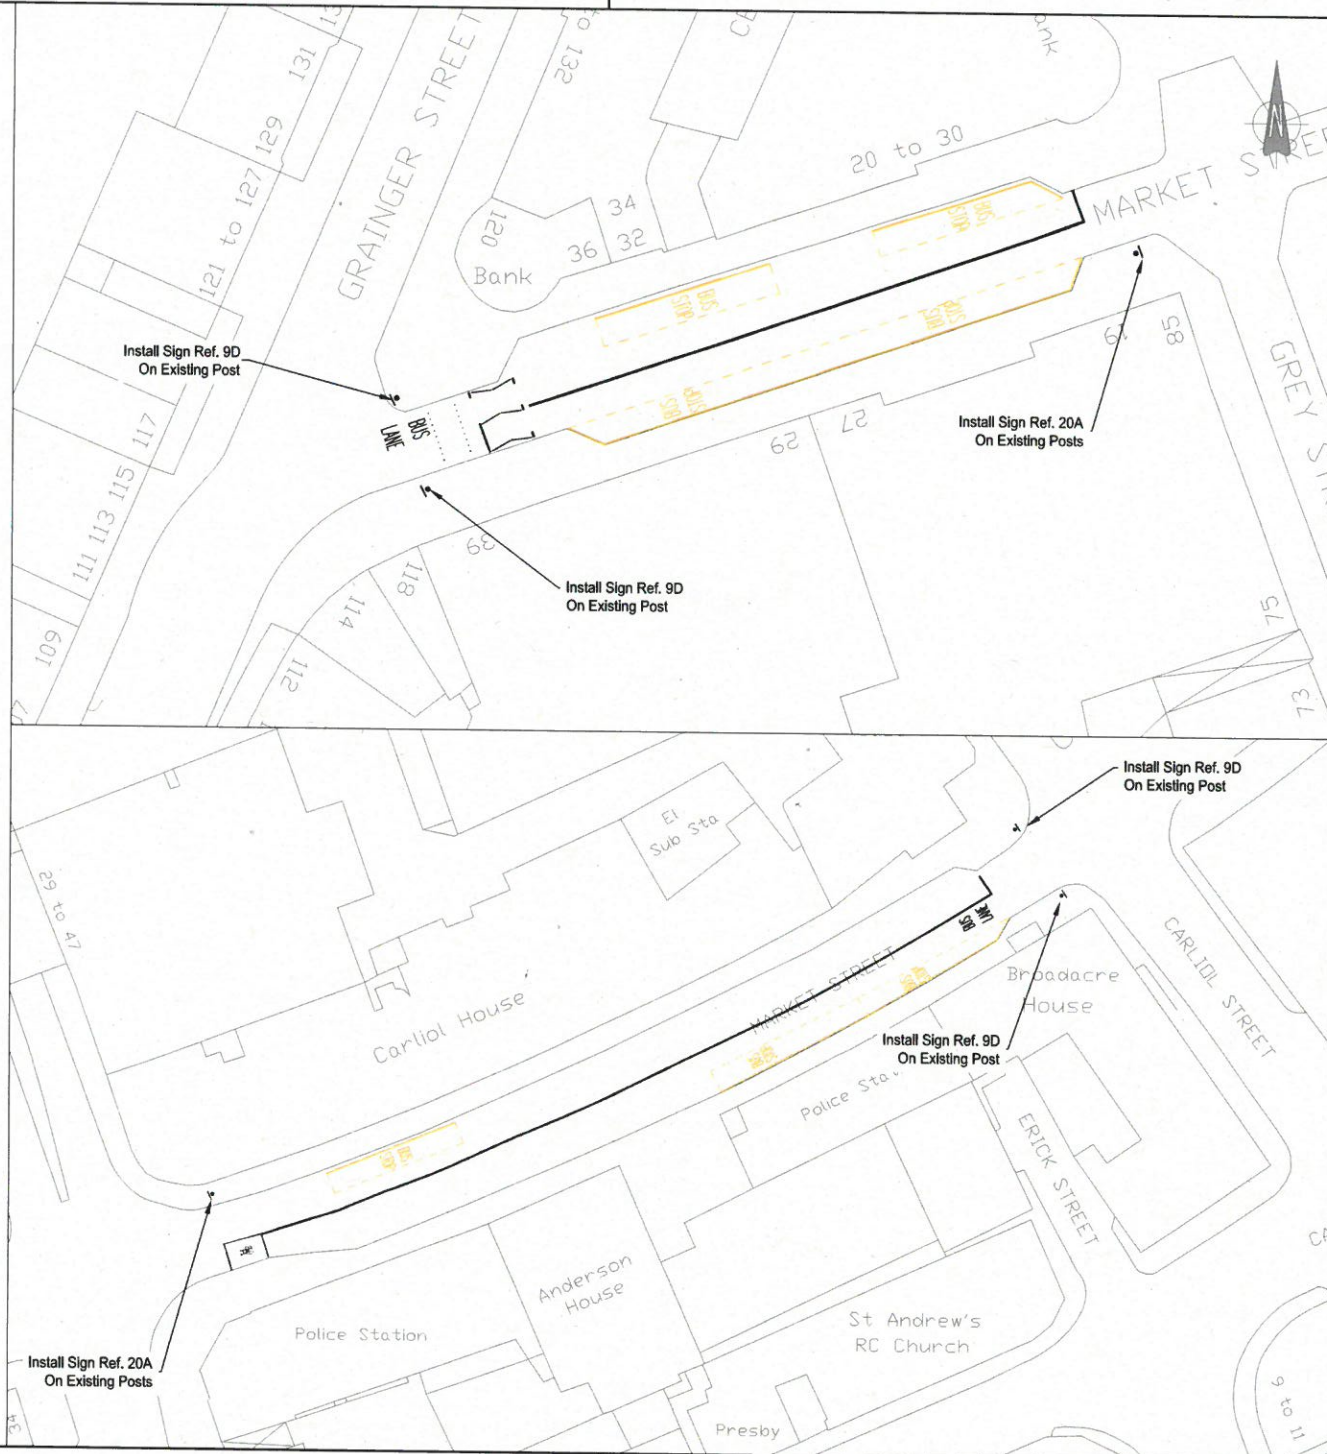 131
129
121 to 127
GRAINGER STREET
20 to 30
N
MARKET
34
32
36
120
Bank
BUS
STOP
BUS
STOP
BUS
STOP
BUS
STOP
Install Sign Ref. 9D
On Existing Post
BUS
LANE
19
85
Install Sign Ref. 20A
On Existing Posts
29
27
39
117
115
113
111
109
118
114
112
75
73
Install Sign Ref. 9D
On Existing Post
Install Sign Ref. 9D
On Existing Post
El
Sub Sta
29 to 47
BUS
LANE
CARLIOL STREET
MARKET STREET
Broadacre
House
Carliol House
Install Sign Ref. 9D
On Existing Post
BUS
STOP
BUS
STOP
BUS
STOP
Police Sta
ERICK STREET
Anderson
House
Police Station
St Andrew's
RC Church
Install Sign Ref. 20A
On Existing Posts
34
Presby
9 to 11